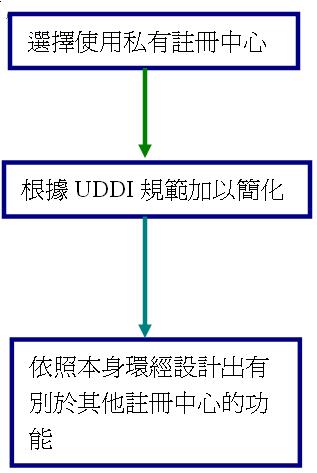 選擇使用私有註冊中心
根據 UDDI 規範加以簡化
依照本身環經設計出有
別於其他註冊中心的功
能